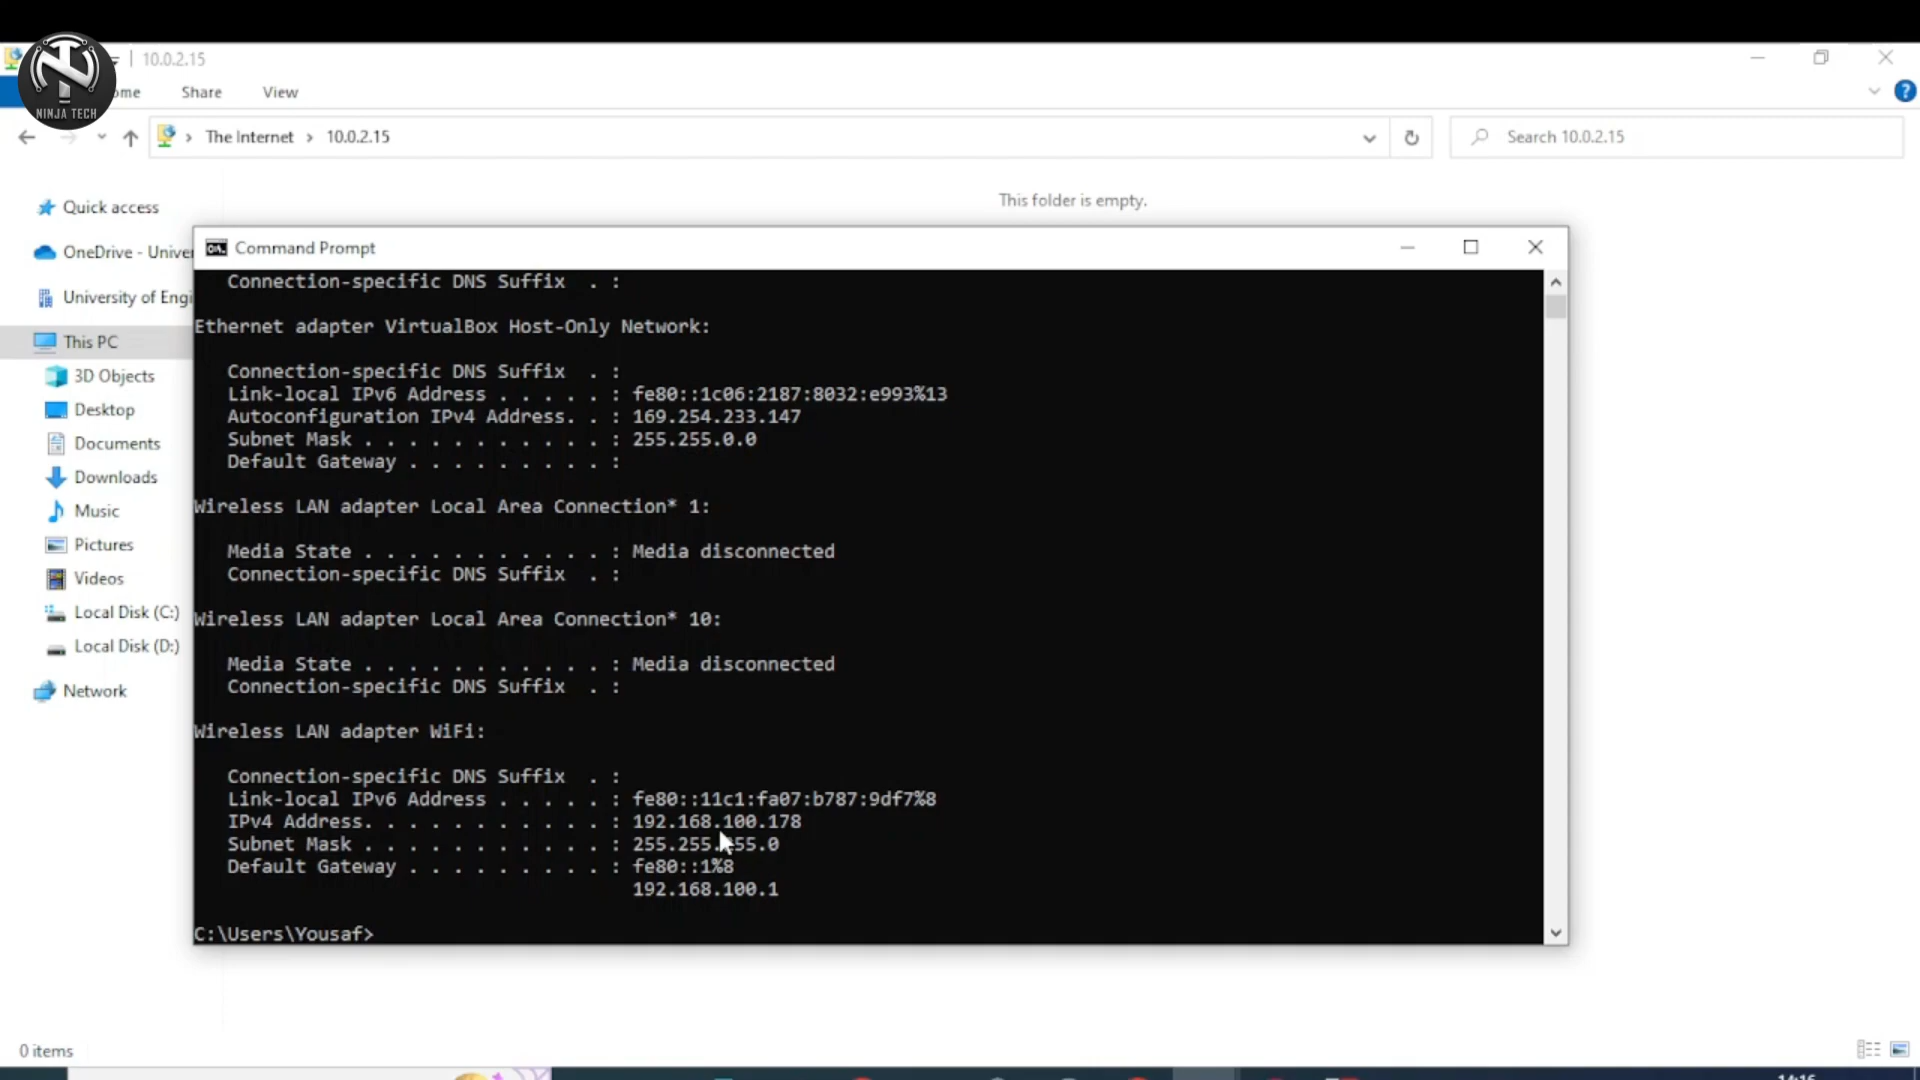 10.0.2.15
NINJA TECH
ome Share View
The Internet > 10.0.2.15
Search 10.0.2.15
This folder is empty.
Quick access
OneDrive - Univer
University of Engi
This PC
3D Objects
Desktop
Documents
Downloads
Music
Pictures
Videos
Local Disk (C:)
Local Disk (D:)
Network
Command Prompt
Connection-specific DNS Suffix . :
Ethernet adapter VirtualBox Host-Only Network:
Connection-specific DNS Suffix . :
Link-local IPv6 Address . . . . . : fe80::1c06:2187:8032:e993%13
Autoconfiguration IPv4 Address. . : 169.254.233.147
Subnet Mask . . . . . . . . . . . : 255.255.0.0
Default Gateway . . . . . . . . . :
Wireless LAN adapter Local Area Connection* 1:
Media State . . . . . . . . . . . : Media disconnected
Connection-specific DNS Suffix . :
Wireless LAN adapter Local Area Connection* 10:
Media State . . . . . . . . . . . : Media disconnected
Connection-specific DNS Suffix . :
Wireless LAN adapter WiFi:
Connection-specific DNS Suffix . :
Link-local IPv6 Address . . . . . : fe80::11c1:fa07:b787:9df7%8
IPv4 Address. . . . . . . . . . . : 192.168.100.178
Subnet Mask . . . . . . . . . . . : 255.255.255.0
Default Gateway . . . . . . . . . : fe80::1%8
192.168.100.1
C:\Users\Yousaf>
0 items